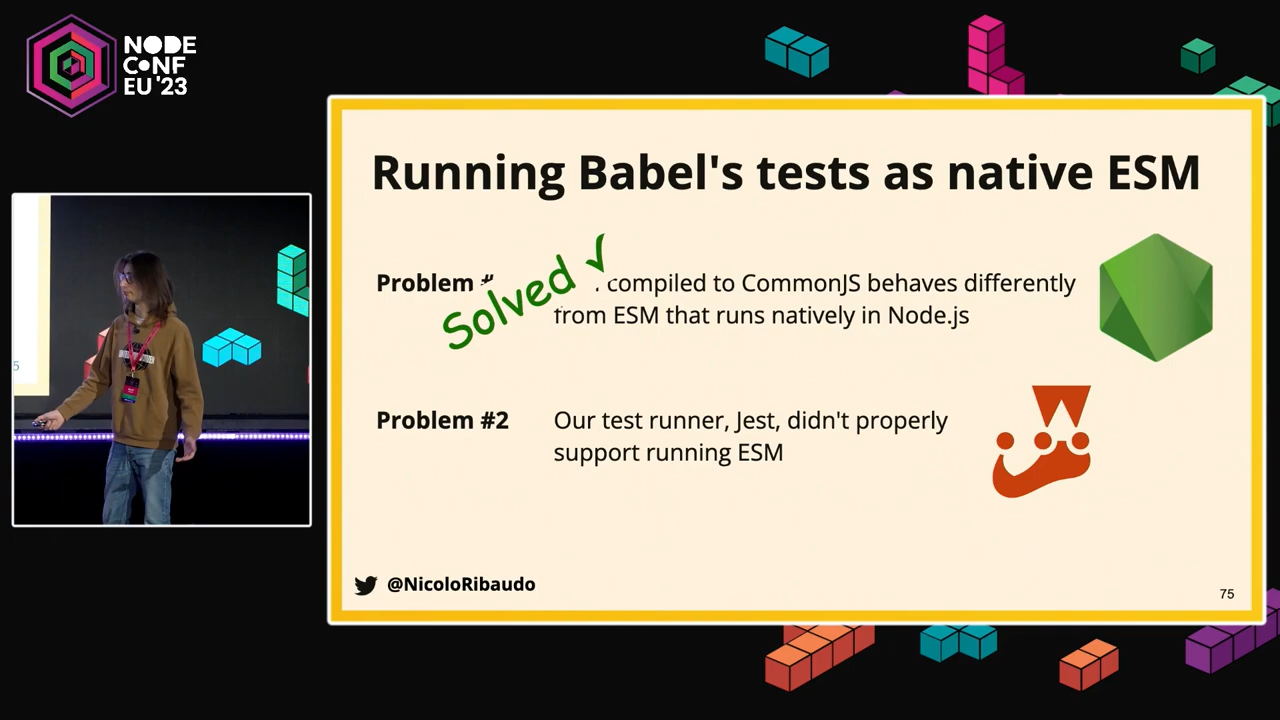 NODE
CONF
EU '23
Running Babel's tests as native ESM
Problem
compiled to CommonJS behaves differently
Solved ✓
from ESM that runs natively in Node.js
Problem #2
Our test runner, Jest, didn't properly
support running ESM
@NicoloRibaudo
75
5